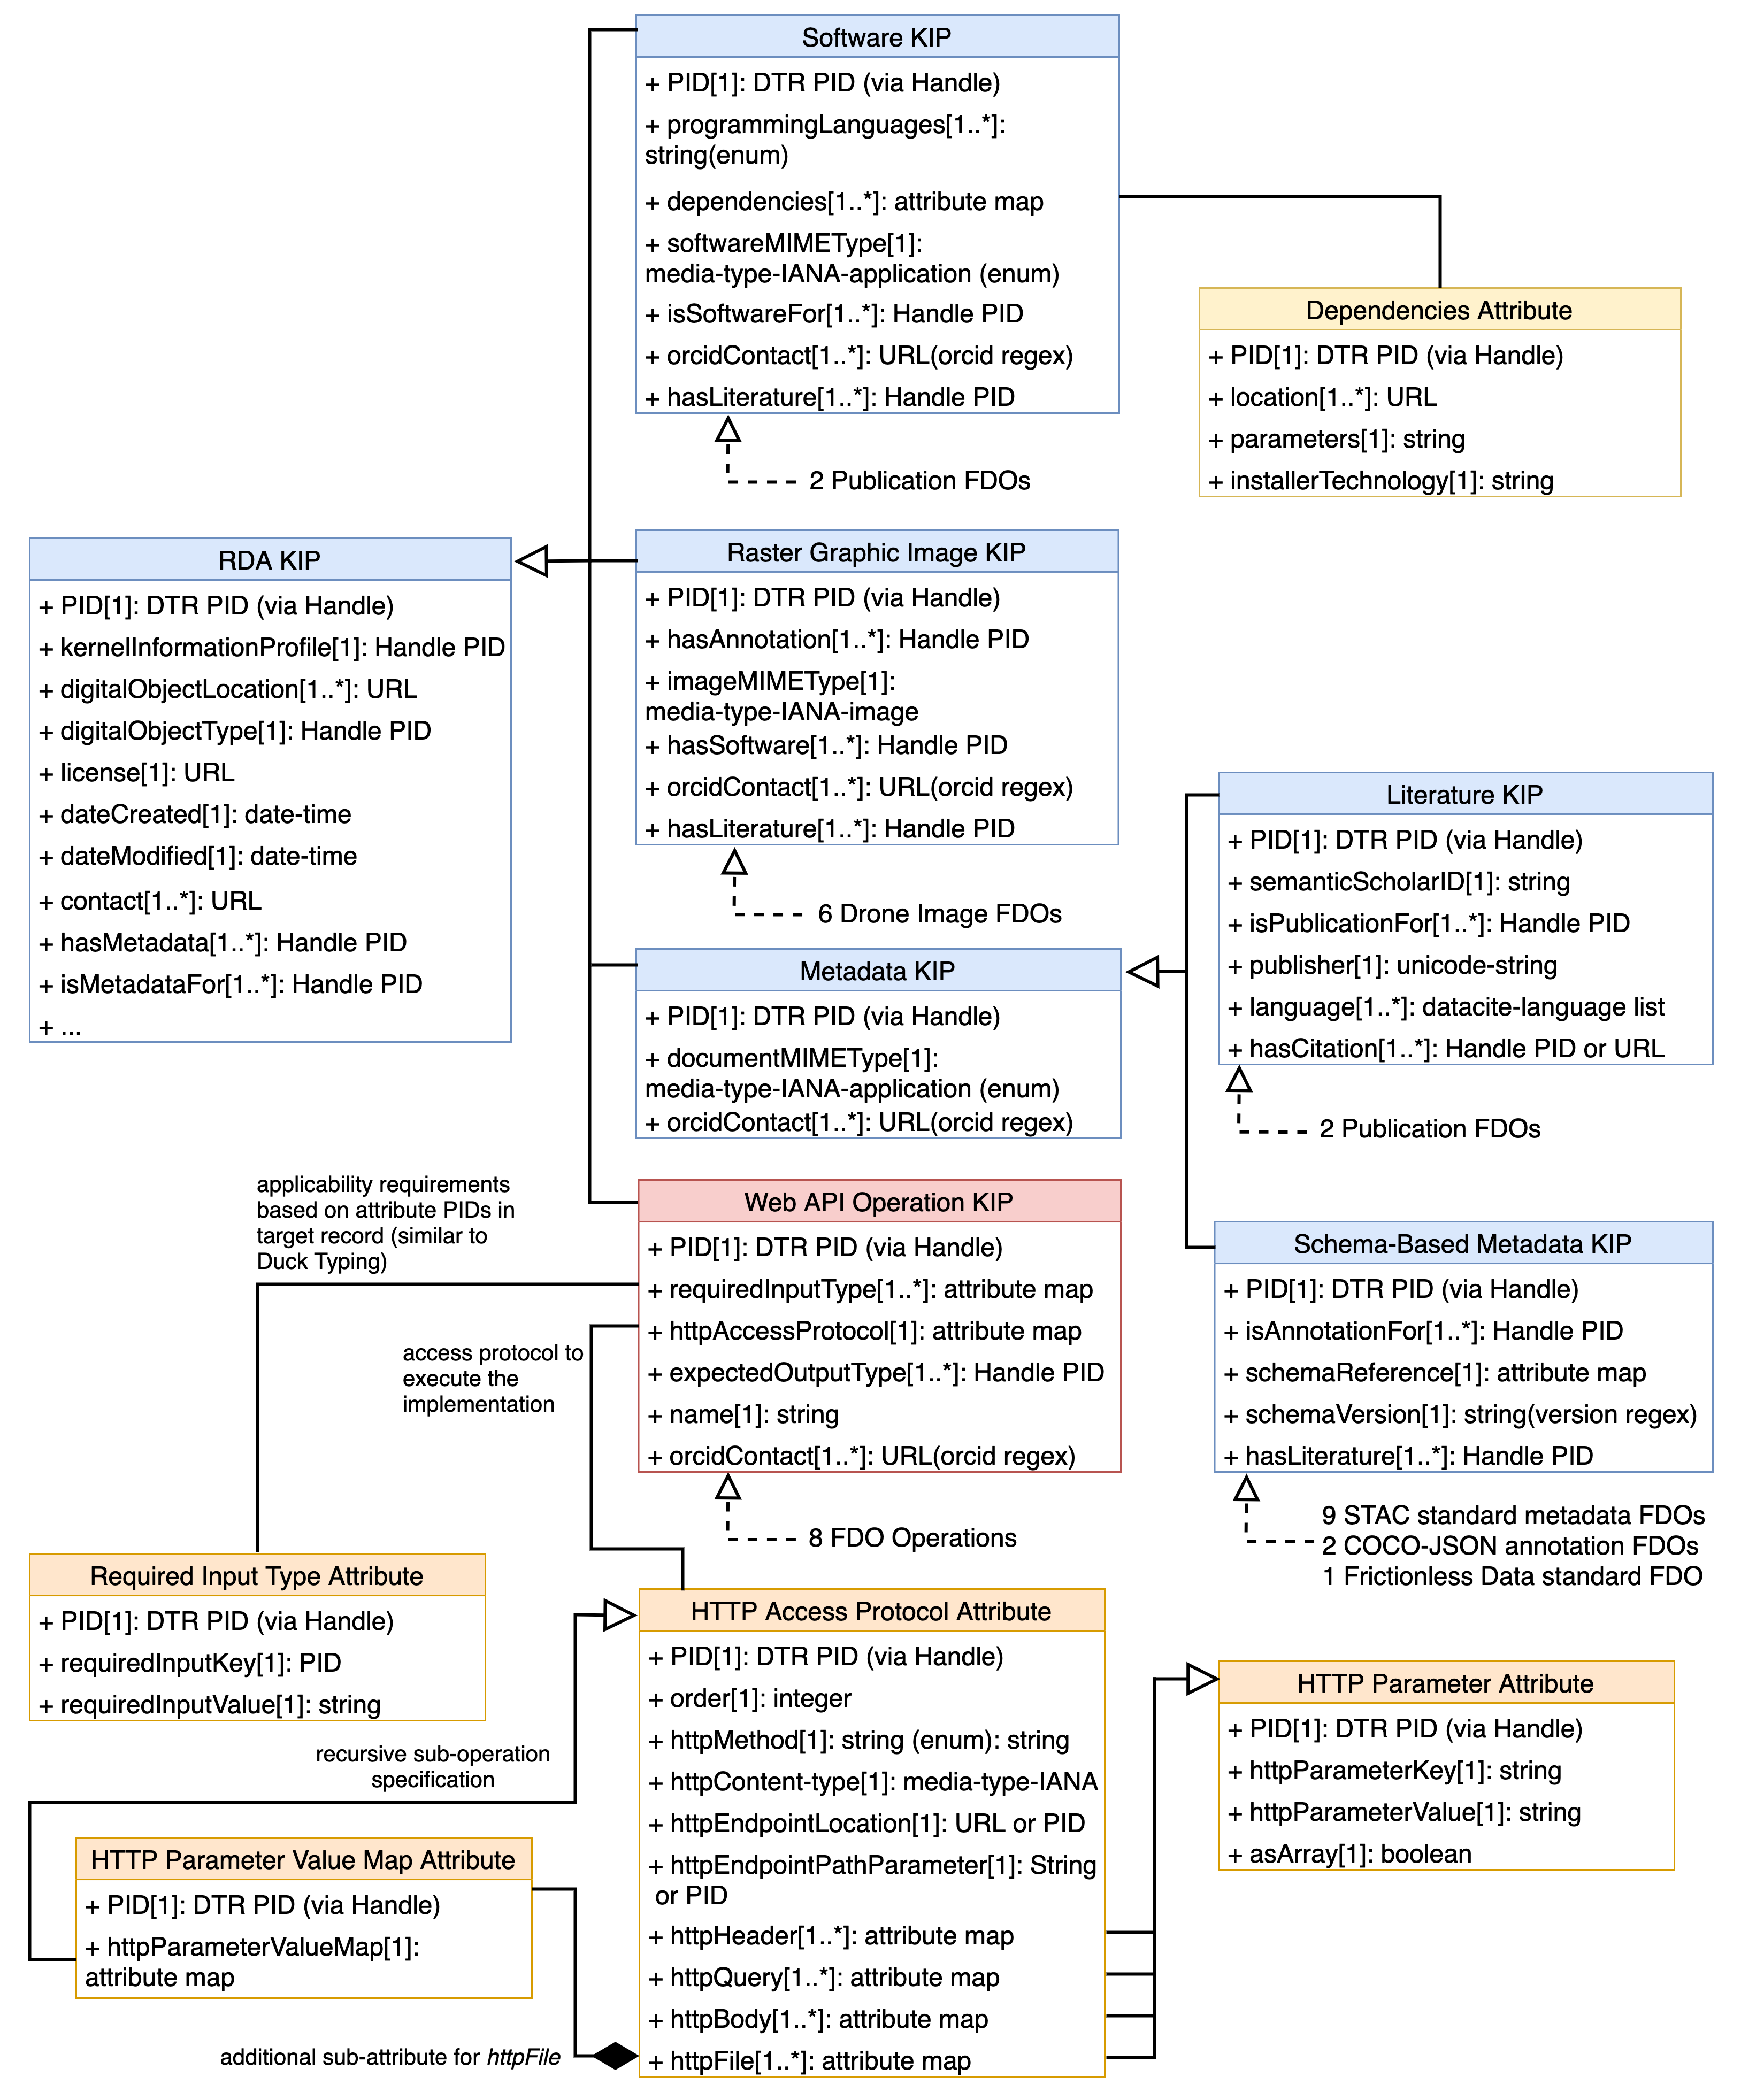 Software KIP
+ PID[1]: DTR PID (via Handle)
+ programmingLanguages[1..*]:
string(enum)
+ dependencies[1..*]: attribute map
+ softwareMIMEType[1]:
media-type-IANA-application (enum)
+ isSoftwareFor[1..*]: Handle PID
+ orcidContact[1..*]: URL(orcid regex)
+ hasLiterature[1..*]: Handle PID
2 Publication FDOs
Dependencies Attribute
+ PID[1]: DTR PID (via Handle)
+ location[1..*]: URL
+ parameters[1]: string
+ installerTechnology[1]: string
RDA KIP
+ PID[1]: DTR PID (via Handle)
+ kernelInformationProfile[1]: Handle PID
+ digitalObjectLocation[1..*]: URL
+ digitalObjectType[1]: Handle PID
+ license[1]: URL
+ dateCreated[1]: date-time
+ dateModified[1]: date-time
+ contact[1..*]: URL
+ hasMetadata[1..*]: Handle PID
+ isMetadataFor[1..*]: Handle PID
+ ...
Raster Graphic Image KIP
+ PID[1]: DTR PID (via Handle)
+ hasAnnotation[1..*]: Handle PID
+ imageMIMEType[1]:
media-type-IANA-image
+ hasSoftware[1..*]: Handle PID
+ orcidContact[1..*]: URL(orcid regex)
+ hasLiterature[1..*]: Handle PID
6 Drone Image FDOs
Literature KIP
+ PID[1]: DTR PID (via Handle)
+ semanticScholarID[1]: string
+ isPublicationFor[1..*]: Handle PID
+ publisher[1]: unicode-string
+ language[1..*]: datacite-language list
+ hasCitation[1..*]: Handle PID or URL
2 Publication FDOs
Metadata KIP
+ PID[1]: DTR PID (via Handle)
+ documentMIMEType[1]:
media-type-IANA-application (enum)
+ orcidContact[1..*]: URL(orcid regex)
applicability requirements
based on attribute PIDs in
target record (similar to
Duck Typing)
Web API Operation KIP
+ PID[1]: DTR PID (via Handle)
+ requiredInputType[1..*]: attribute map
+ httpAccessProtocol[1]: attribute map
+ expectedOutputType[1..*]: Handle PID
+ name[1]: string
+ orcidContact[1..*]: URL(orcid regex)
8 FDO Operations
access protocol to
execute the
implementation
Schema-Based Metadata KIP
+ PID[1]: DTR PID (via Handle)
+ isAnnotationFor[1..*]: Handle PID
+ schemaReference[1]: attribute map
+ schemaVersion[1]: string(version regex)
+ hasLiterature[1..*]: Handle PID
9 STAC standard metadata FDOs
2 COCO-JSON annotation FDOs
1 Frictionless Data standard FDO
Required Input Type Attribute
+ PID[1]: DTR PID (via Handle)
+ requiredInputKey[1]: PID
+ requiredInputValue[1]: string
recursive sub-operation
specification
HTTP Access Protocol Attribute
+ PID[1]: DTR PID (via Handle)
+ order[1]: integer
+ httpMethod[1]: string (enum): string
+ httpContent-type[1]: media-type-IANA
+ httpEndpointLocation[1]: URL or PID
+ httpEndpointPathParameter[1]: String
or PID
+ httpHeader[1..*]: attribute map
+ httpQuery[1..*]: attribute map
+ httpBody[1..*]: attribute map
+ httpFile[1..*]: attribute map
HTTP Parameter Attribute
+ PID[1]: DTR PID (via Handle)
+ httpParameterKey[1]: string
+ httpParameterValue[1]: string
+ asArray[1]: boolean
HTTP Parameter Value Map Attribute
+ PID[1]: DTR PID (via Handle)
+ httpParameterValueMap[1]:
attribute map
additional sub-attribute for httpFile